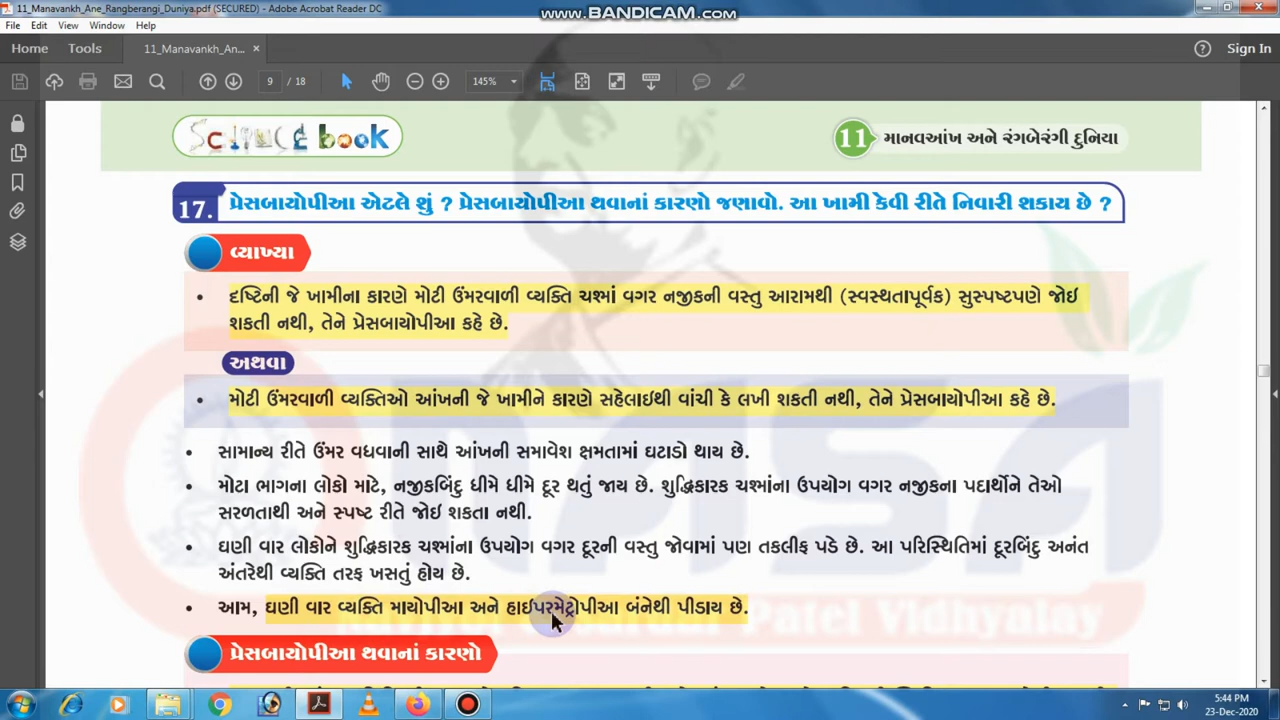 11_Manavankh_Ane_Rangberangi_Duniya.pdf (SECURED) - Adobe Acrobat Reader DC
www.BANDICAM.com
File Edit View Window Help
Home Tools 11_Manavankh_An... × Sign In
9 / 18 145%
Science book
11 માનવઆંખ અને રંગબેરંગી દુનિયા
17. પ્રેસબાયોપીઆ એટલે શું ? પ્રેસબાયોપીઆ થવાનાં કારણો જણાવો. આ ખામી કેવી રીતે નિવારી શકાય છે ?
વ્યાખ્યા
• દષ્ટિની જે ખામીના કારણે મોટી ઉંમરવાળી વ્યક્તિ ચશ્માં વગર નજીકની વસ્તુ આરામથી (સ્વસ્થતાપૂર્વક) સુસ્પષ્ટપણે જોઈ
શકતી નથી, તેને પ્રેસબાયોપીઆ કહે છે.
અથવા
• મોટી ઉંમરવાળી વ્યક્તિઓ આંખની જે ખામીને કારણે સહેલાઈથી વાંચી કે લખી શકતી નથી, તેને પ્રેસબાયોપીઆ કહે છે.
• સામાન્ય રીતે ઉંમર વધવાની સાથે આંખની સમાવેશ ક્ષમતામાં ઘટાડો થાય છે.
• મોટા ભાગના લોકો માટે, નજીકબિંદુ ધીમે ધીમે દૂર થતું જાય છે. શુદ્ધિકારક ચશ્માંના ઉપયોગ વગર નજીકના પદાર્થોને તેઓ
સરળતાથી અને સ્પષ્ટ રીતે જોઈ શકતા નથી.
• ઘણી વાર લોકોને શુદ્ધિકારક ચશ્માંના ઉપયોગ વગર દૂરની વસ્તુ જોવામાં પણ તકલીફ પડે છે. આ પરિસ્થિતિમાં દૂરબિંદુ અનંત
અંતરેથી વ્યક્તિ તરફ ખસતું હોય છે.
• આમ, ઘણી વાર વ્યક્તિ માયોપીઆ અને હાઈપરમેટ્રોપીઆ બંનેથી પીડાય છે.
પ્રેસબાયોપીઆ થવાનાં કારણો
5:44 PM
23-Dec-2020